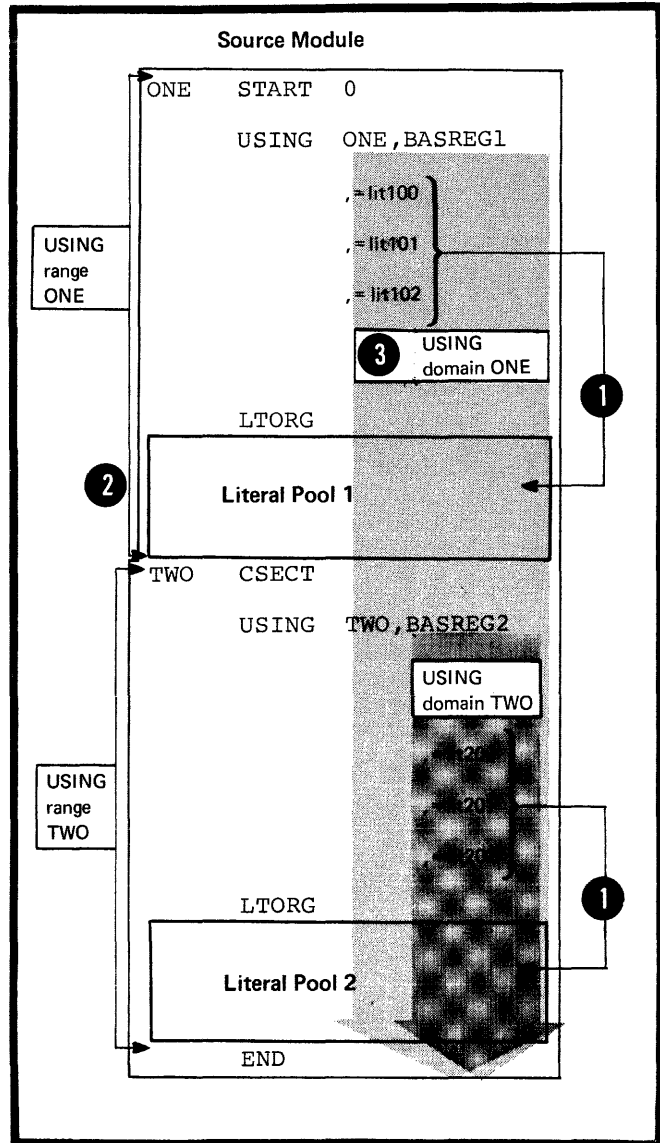 Source Module
ONE START 0
USING ONE,BASREG1
,=lit100
,=lit101
,=lit102
USING
range
ONE
3 USING
domain ONE
1
LTORG
2
Literal Pool 1
TWO CSECT
USING TWO,BASREG2
USING
domain TWO
USING
range
TWO
1
LTORG
Literal Pool 2
END